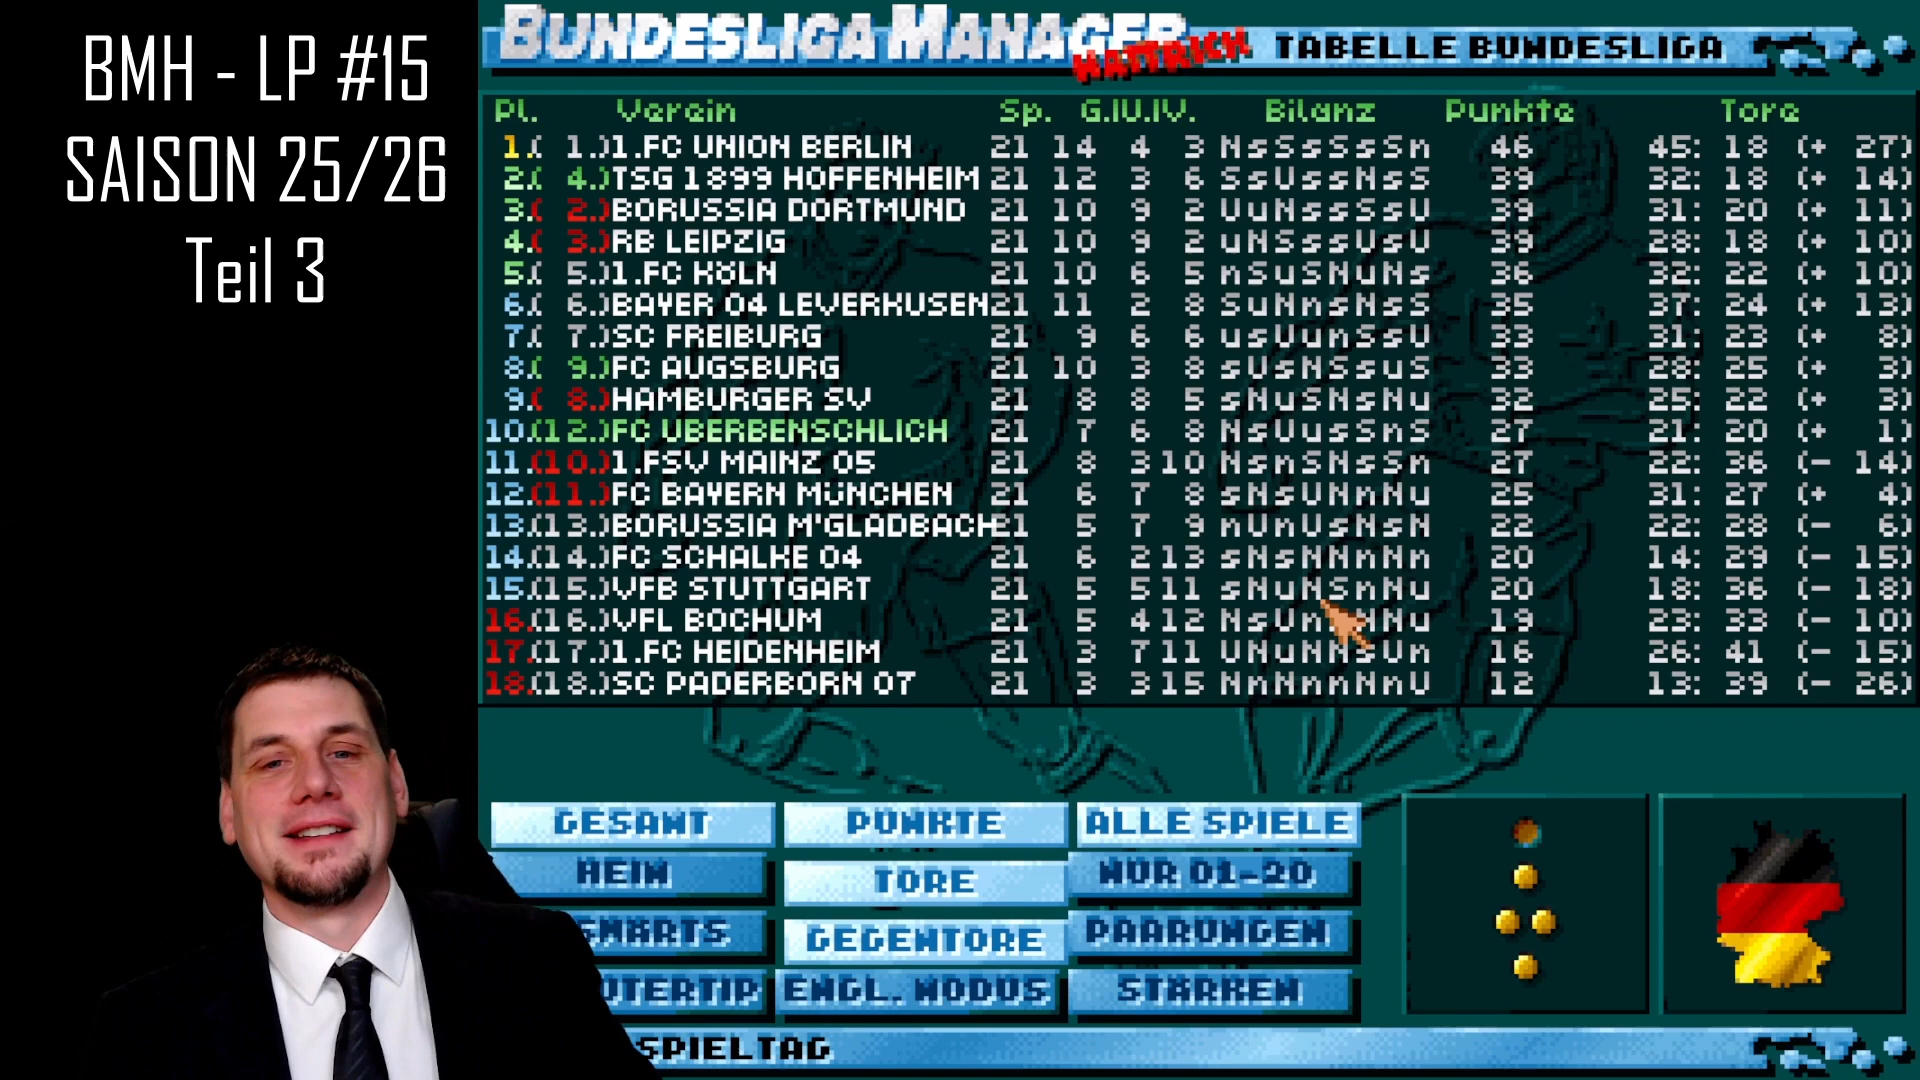 BMH - LP #15
SAISON 25/26
Teil 3
BUNDESLIGA MANAGER HATTRICK TABELLE BUNDESLIGA
Pl. Verein Sp. G. U. V. Bilanz Punkte Tore
1.( 1.) 1.FC UNION BERLIN 21 14 4 3 NsSsSsSn 46 45: 18 (+ 27)
2.( 4.) TSG 1899 HOFFENHEIM 21 12 3 6 SsUssNsS 39 32: 18 (+ 14)
3.( 2.) BORUSSIA DORTMUND 21 10 9 2 UuNssSsU 39 31: 20 (+ 11)
4.( 3.) RB LEIPZIG 21 10 9 2 uNSsUsU 39 28: 18 (+ 10)
5.( 5.) 1.FC KÖLN 21 10 6 5 nSuSNuNs 36 32: 22 (+ 10)
6.( 6.) BAYER 04 LEVERKUSEN 21 11 2 8 SuNnsNsS 35 37: 24 (+ 13)
7.( 7.) SC FREIBURG 21 9 6 6 usUunSsU 33 31: 23 (+ 8)
8.( 9.) FC AUGSBURG 21 10 3 8 sUsNSsuS 33 28: 25 (+ 3)
9.( 8.) HAMBURGER SV 21 8 8 5 sNuSNsNu 32 25: 22 (+ 3)
10.(12.) FC ÜBERBENSCHLICH 21 7 6 8 NsUusSnS 27 21: 20 (+ 1)
11.(10.) 1.FSV MAINZ 05 21 8 3 10 NsnSNsSn 27 22: 36 (- 14)
12.(11.) FC BAYERN MÜNCHEN 21 6 7 8 sNsUNnNu 25 31: 27 (+ 4)
13.(13.) BORUSSIA M'GLADBACH 21 5 7 9 nUnUsNsN 22 22: 28 (- 6)
14.(14.) FC SCHALKE 04 21 6 2 13 sNsNNnNn 20 14: 29 (- 15)
15.(15.) VFB STUTTGART 21 5 5 11 sNuNSnNu 20 18: 36 (- 18)
16.(16.) VFL BOCHUM 21 5 4 12 NsUn Nu 19 23: 33 (- 10)
17.(17.) 1.FC HEIDENHEIM 21 3 7 11 UNuNNsUn 16 26: 41 (- 15)
18.(18.) SC PADERBORN 07 21 3 3 15 NnNnnNnU 12 13: 39 (- 26)
GESAMT PUNKTE ALLE SPIELE
HEIM TORE NUR 01-20
GEGENTORE PAARUNGEN
ENGL. MODUS STÄRKEN
SPIELTAG